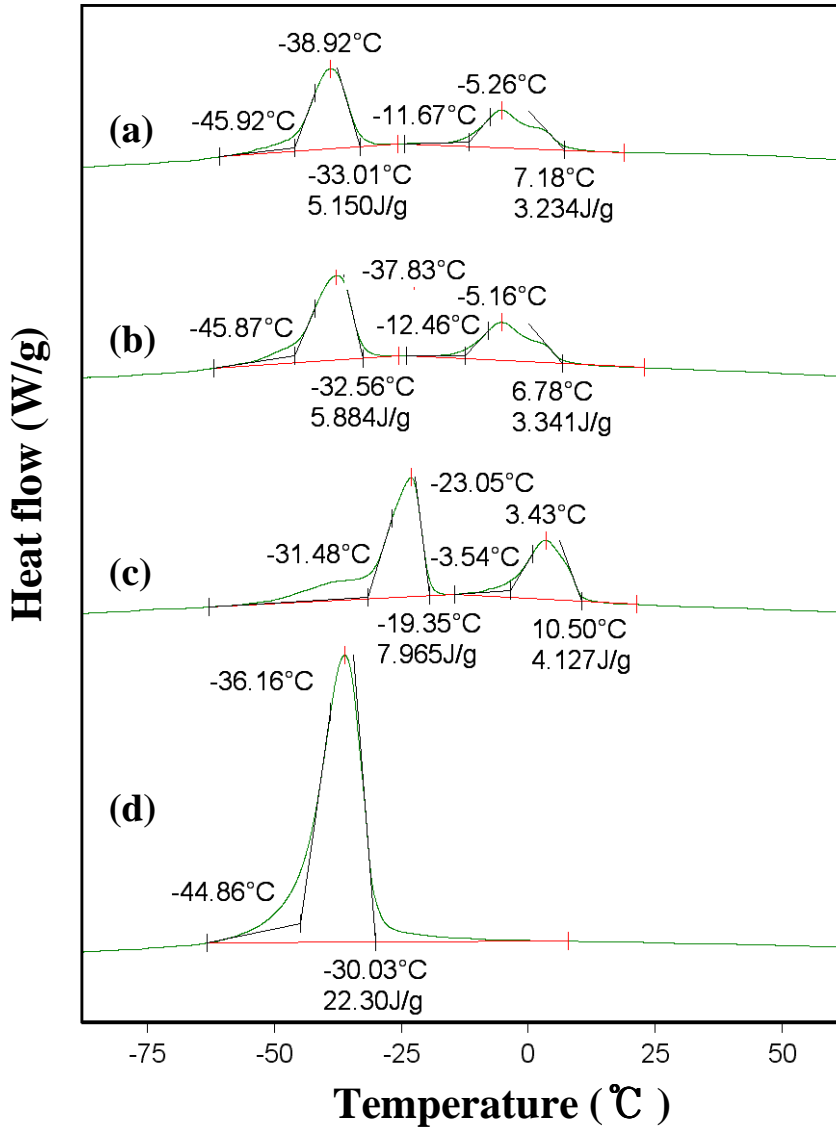 -38.92°C
-5.26°C
(a)
-45.92°C
-11.67°C
-33.01°C
5.150J/g
7.18°C
3.234J/g
-37.83°C
-5.16°C
(b)
-45.87°C
-12.46°C
-32.56°C
5.884J/g
6.78°C
3.341J/g
-23.05°C
3.43°C
-31.48°C
-3.54°C
(c)
-19.35°C
7.965J/g
10.50°C
4.127J/g
-36.16°C
(d)
-44.86°C
-30.03°C
22.30J/g
Heat flow (W/g)
-75
-50
-25
0
25
50
Temperature (℃)